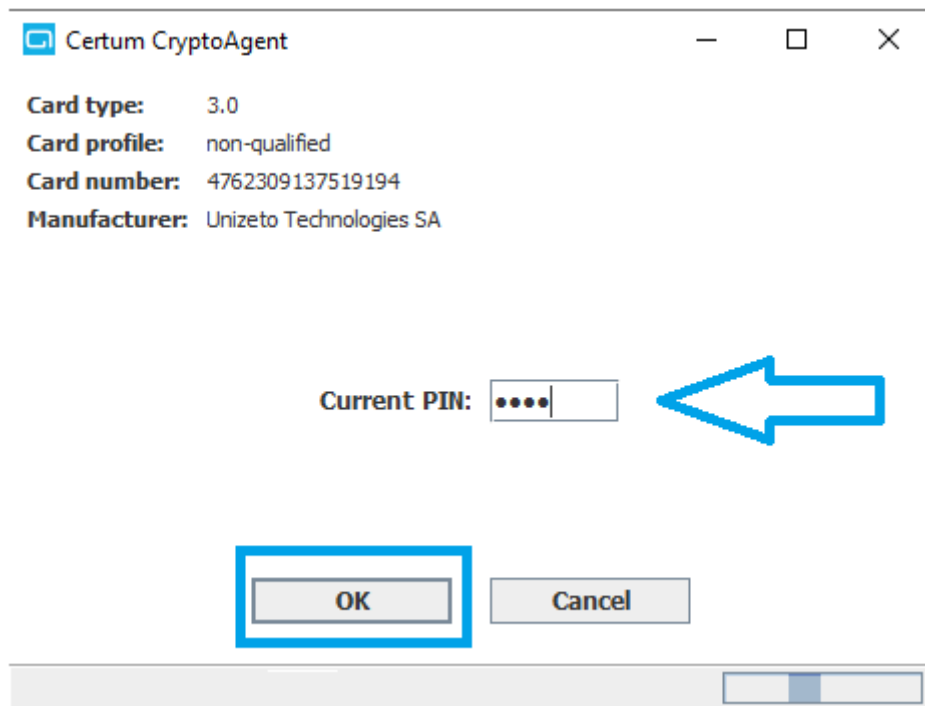 Certum CryptoAgent
Card type: 3.0
Card profile: non-qualified
Card number: 4762309137519194
Manufacturer: Unizeto Technologies SA
Current PIN: ••••
OK Cancel